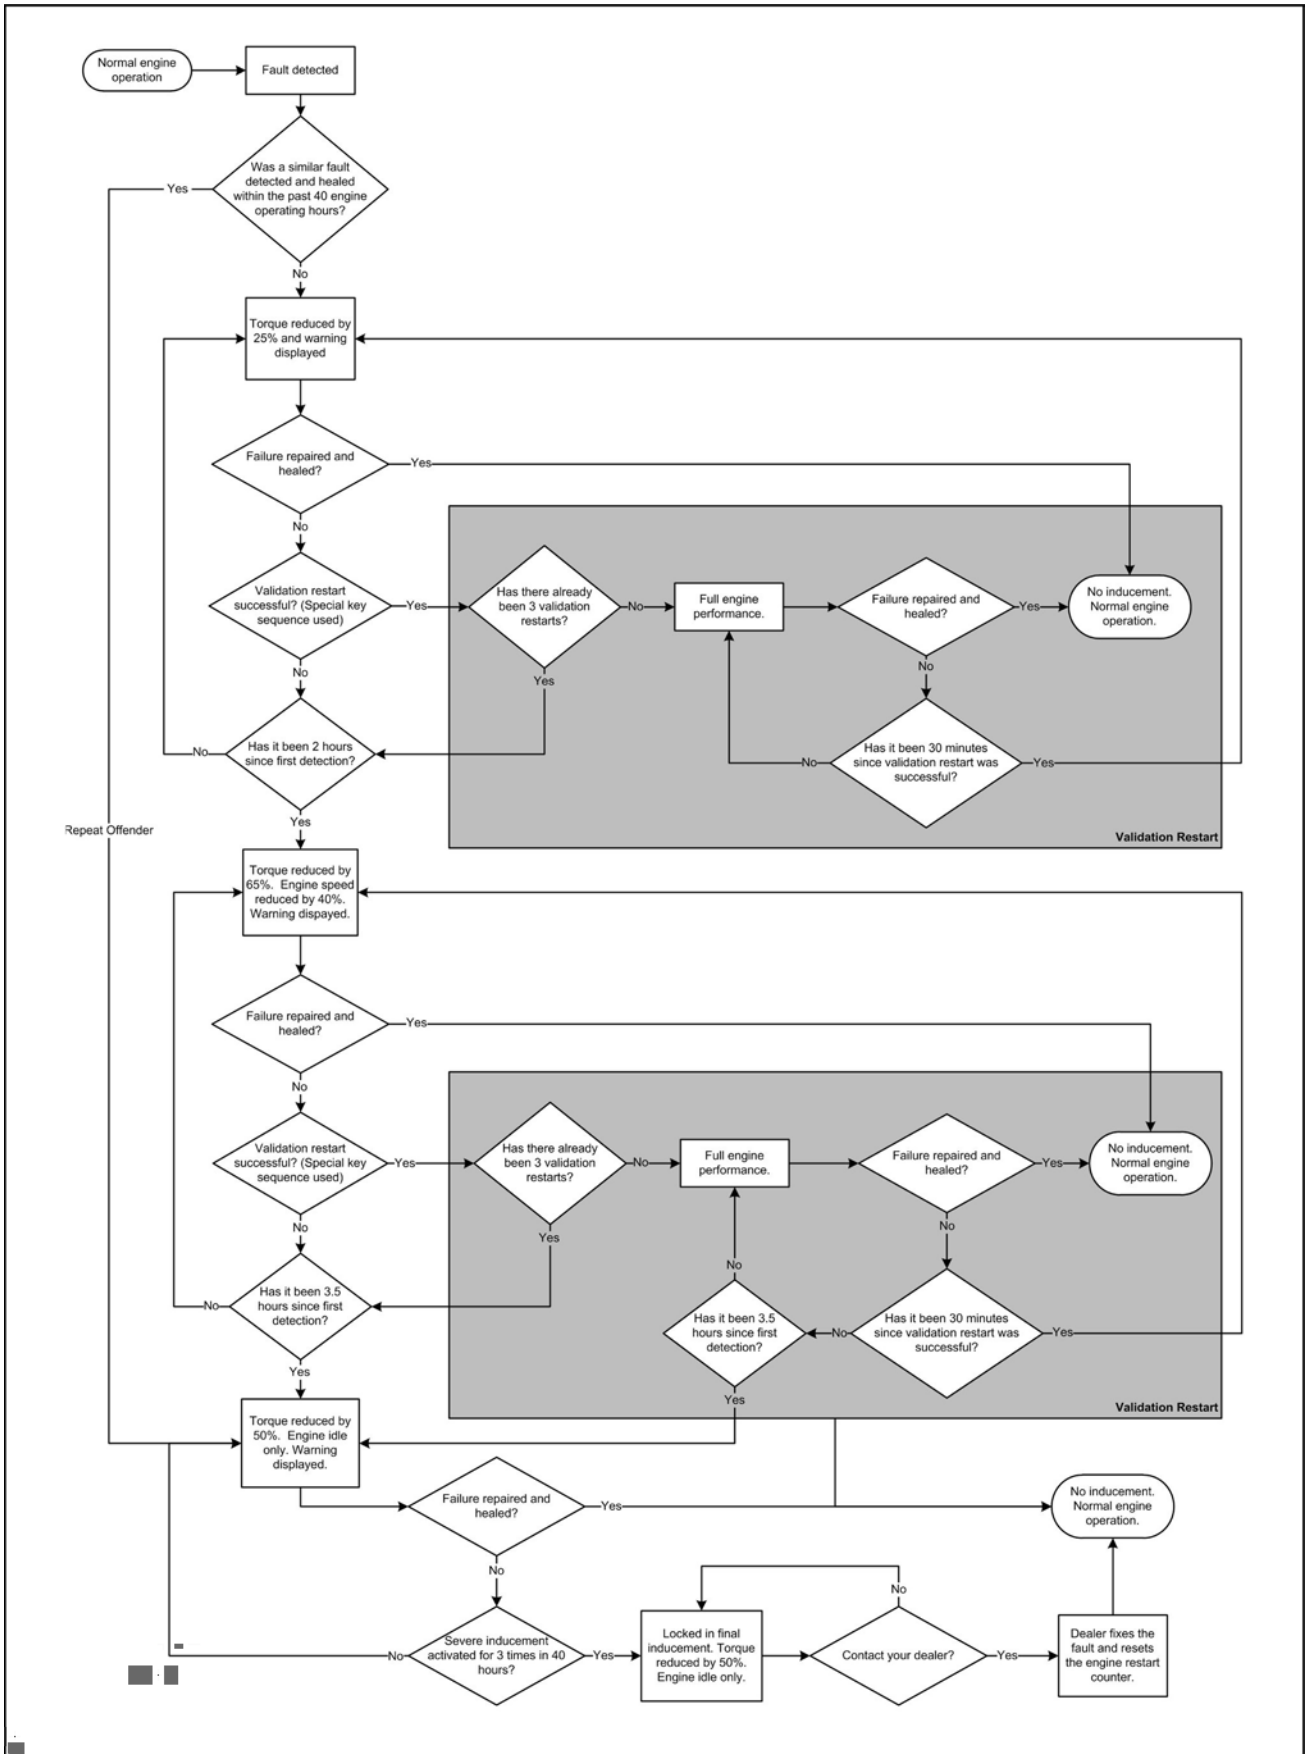 Normal engine
operation
Fault detected
Was a similar fault
detected and healed
within the past 40 engine
operating hours?
Yes
No
Torque reduced by
25% and warning
displayed
Failure repaired and
healed?
Yes
No
Validation restart
successful? (Special key
sequence used)
Yes
Has there already
been 3 validation
restarts?
No
Full engine
performance.
Failure repaired and
healed?
Yes
No inducement.
Normal engine
operation.
No
Yes
No
Has it been 2 hours
since first detection?
No
Has it been 30 minutes
since validation restart was
successful?
No
Yes
Yes
Repeat Offender
Validation Restart
Torque reduced by
65%. Engine speed
reduced by 40%.
Warning dispayed.
Failure repaired and
healed?
Yes
No
Validation restart
successful? (Special key
sequence used)
Yes
Has there already
been 3 validation
restarts?
No
Full engine
performance.
Failure repaired and
healed?
Yes
No inducement.
Normal engine
operation.
No
Yes
No
Has it been 3.5
hours since first
detection?
No
No
Has it been 3.5
hours since first
detection?
No
Has it been 30 minutes
since validation restart was
successful?
Yes
Yes
Yes
Validation Restart
Torque reduced by
50%. Engine idle
only. Warning
displayed.
Failure repaired and
healed?
Yes
No inducement.
Normal engine
operation.
No
Severe inducement
activated for 3 times in 40
hours?
No
Yes
Locked in final
inducement. Torque
reduced by 50%.
Engine idle only.
No
Contact your dealer?
Yes
Dealer fixes the
fault and resets
the engine restart
counter.